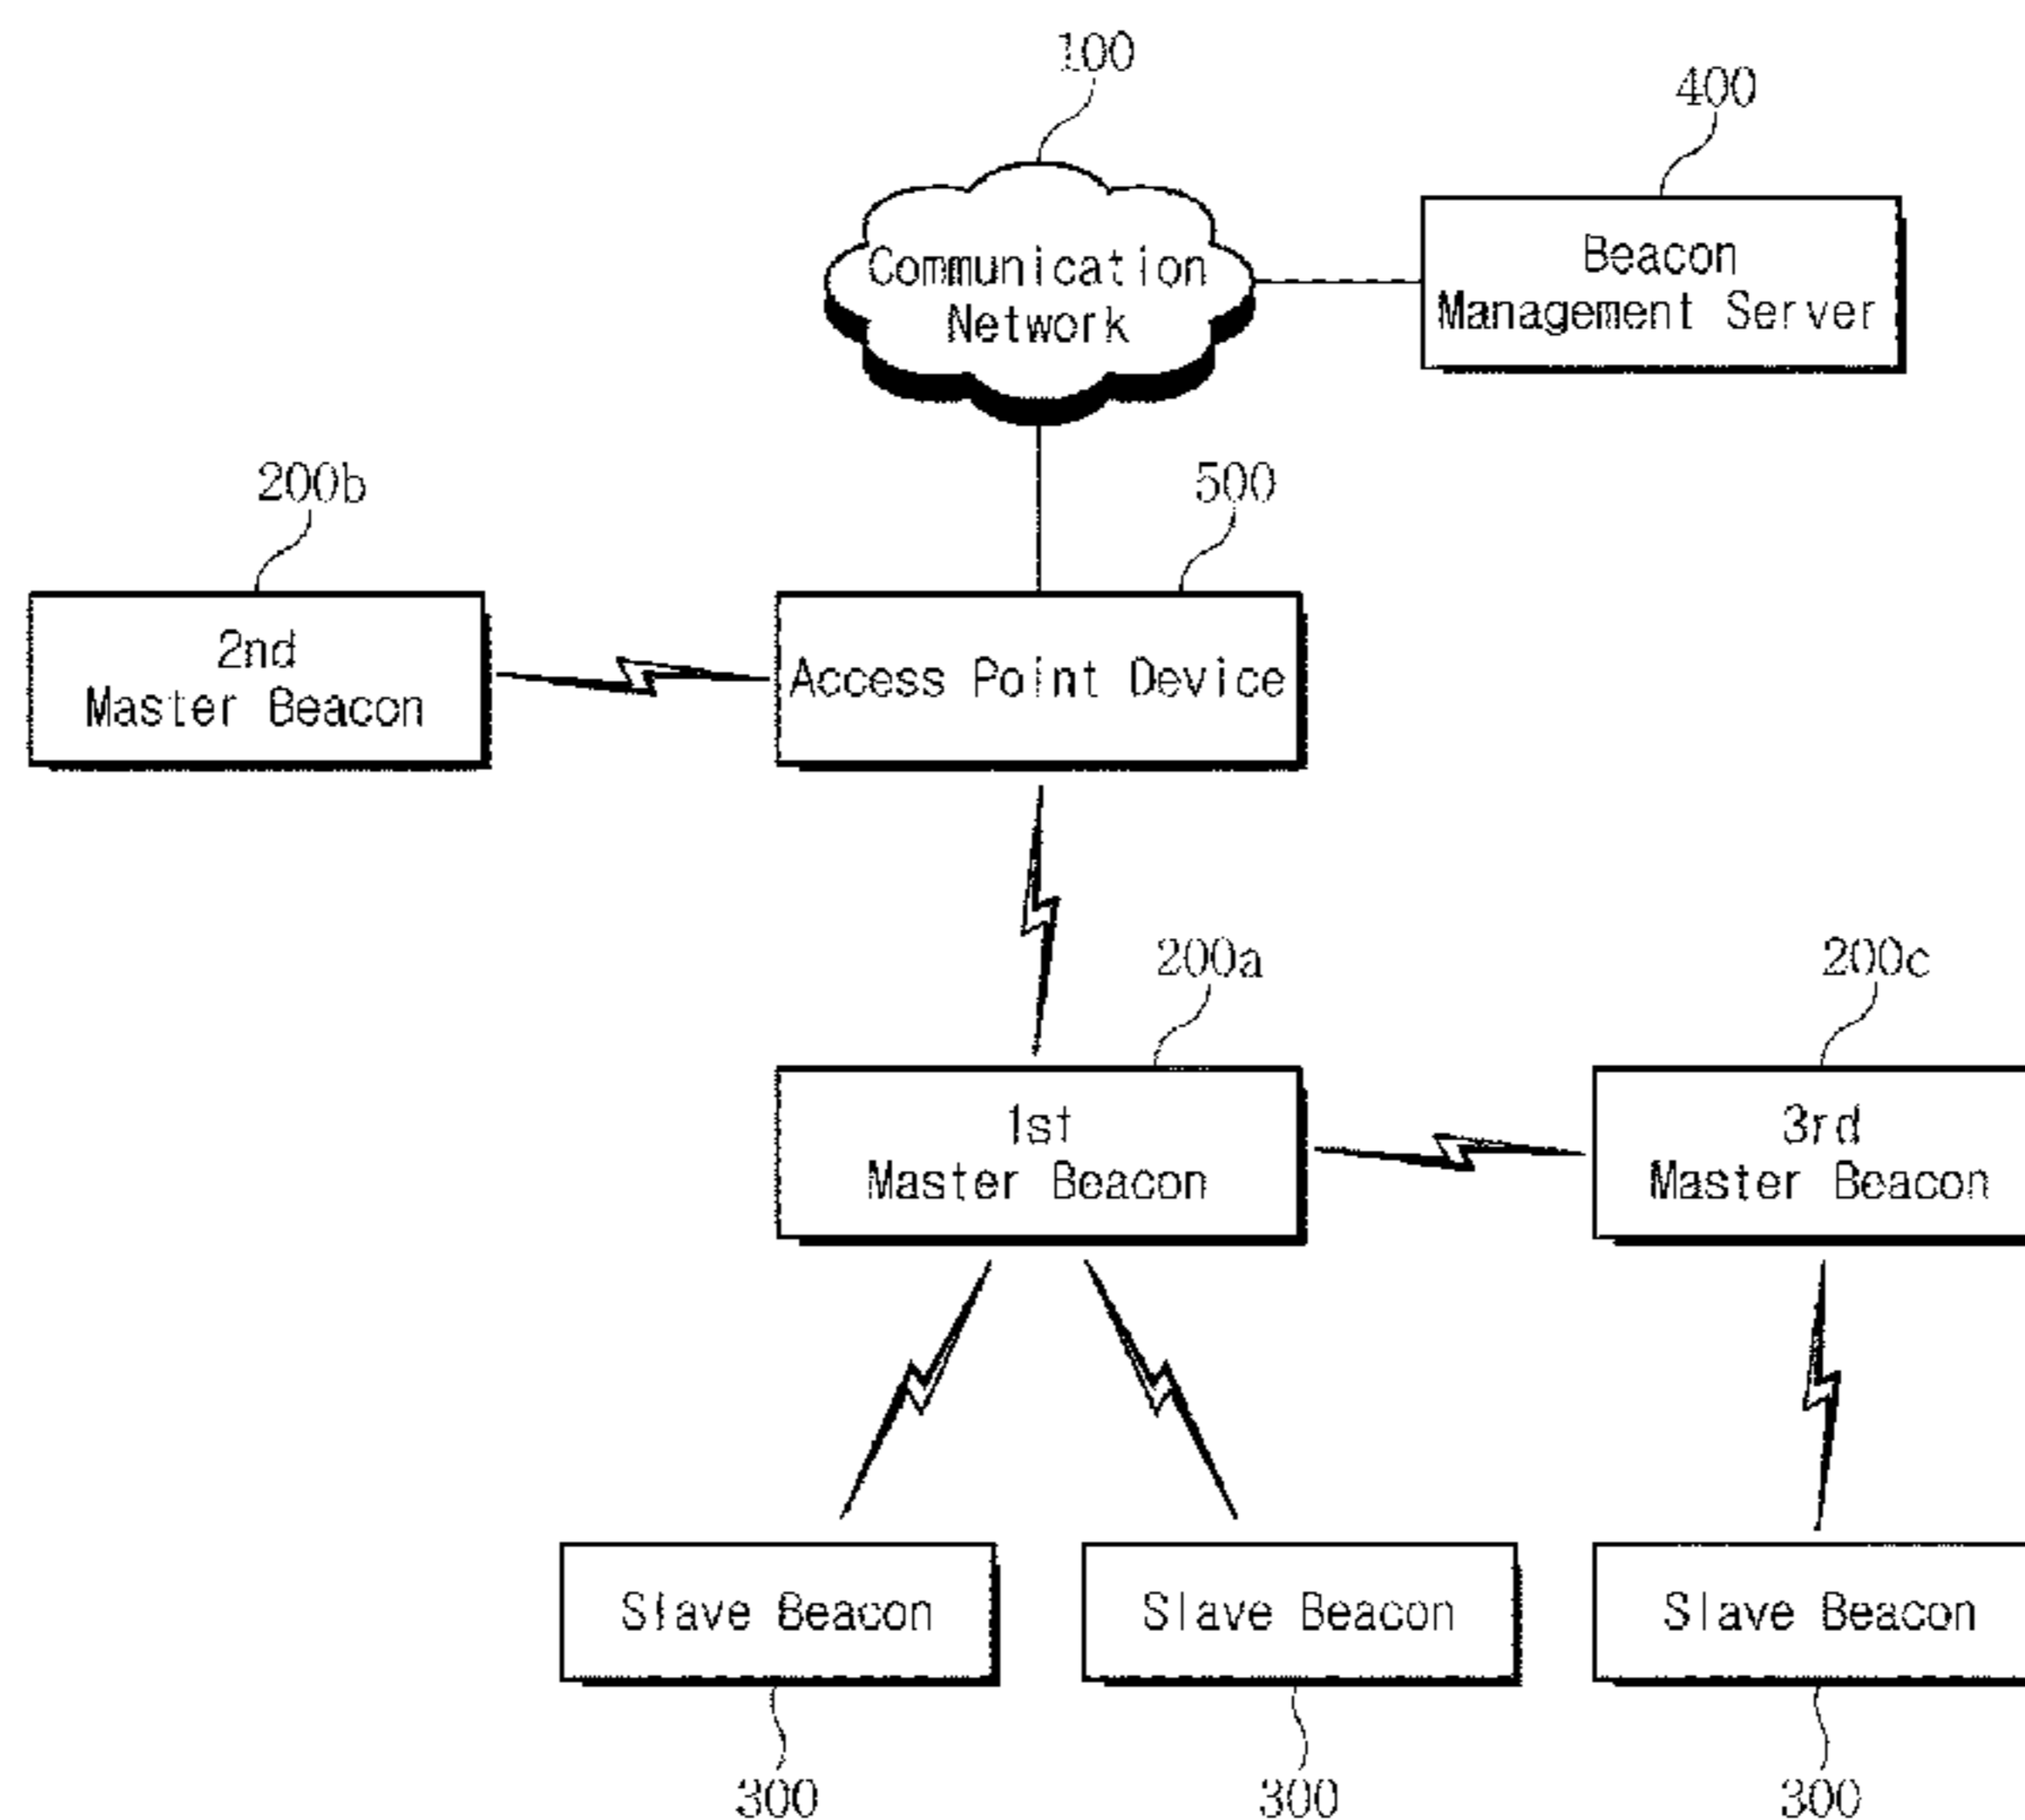 100
400
Communication
Network
Beacon
Management Server
200b
500
2nd
Master Beacon
Access Point Device
200a
200c
1st
Master Beacon
3rd
Master Beacon
Slave Beacon
Slave Beacon
Slave Beacon
300
300
300